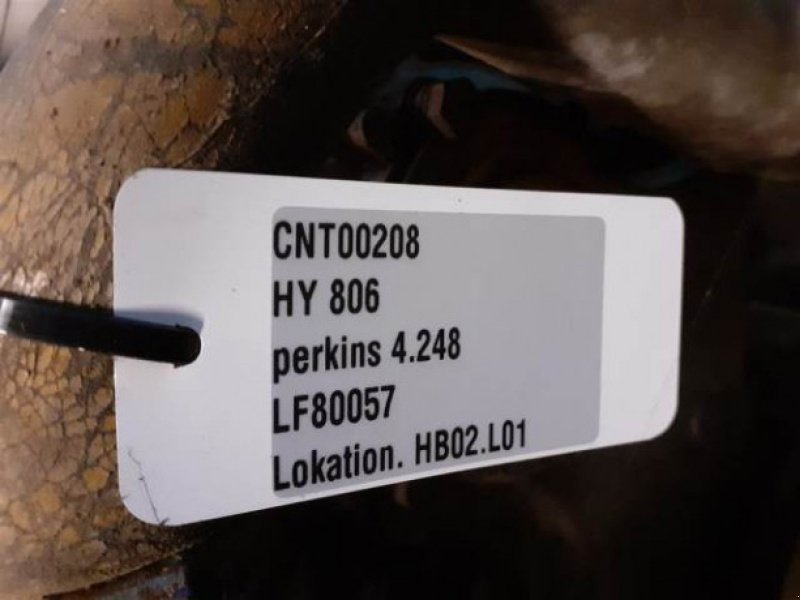 CNT00208
HY 806
perkins 4.248
LF80057
Lokation. HB02.L01